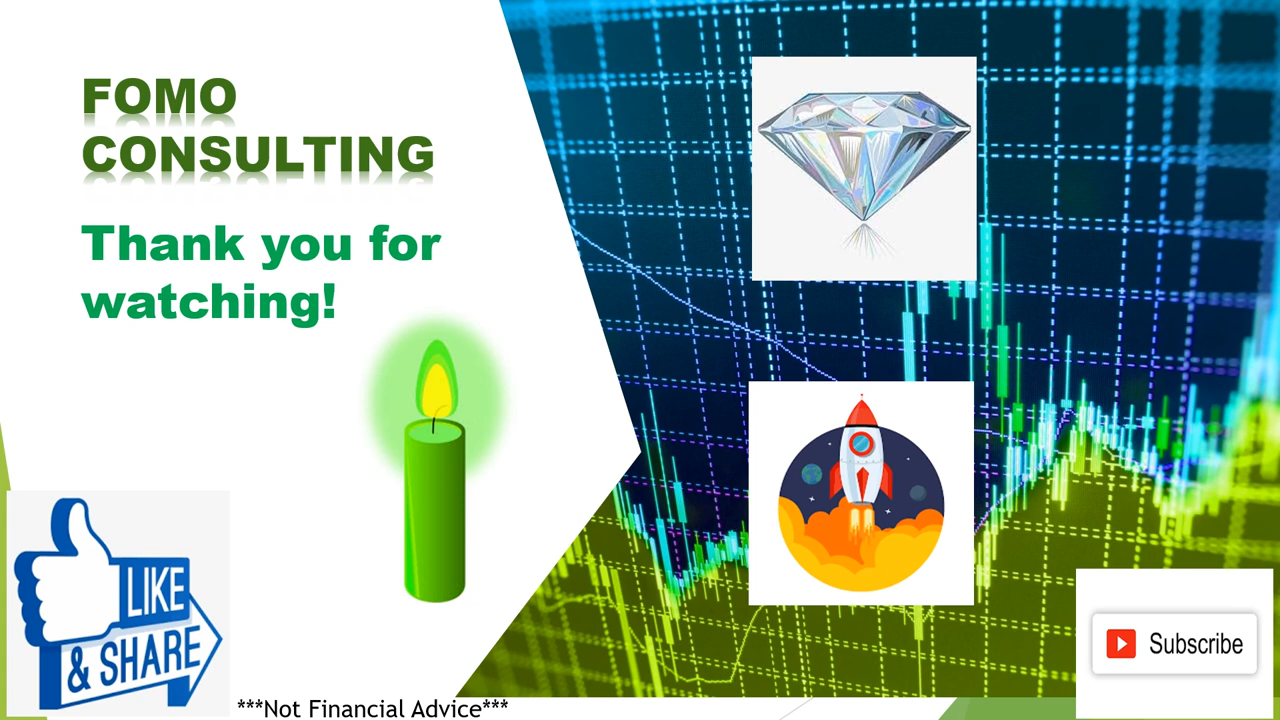 FOMO
CONSULTING
Thank you for
watching!
LIKE
& SHARE
***Not Financial Advice***
Subscribe